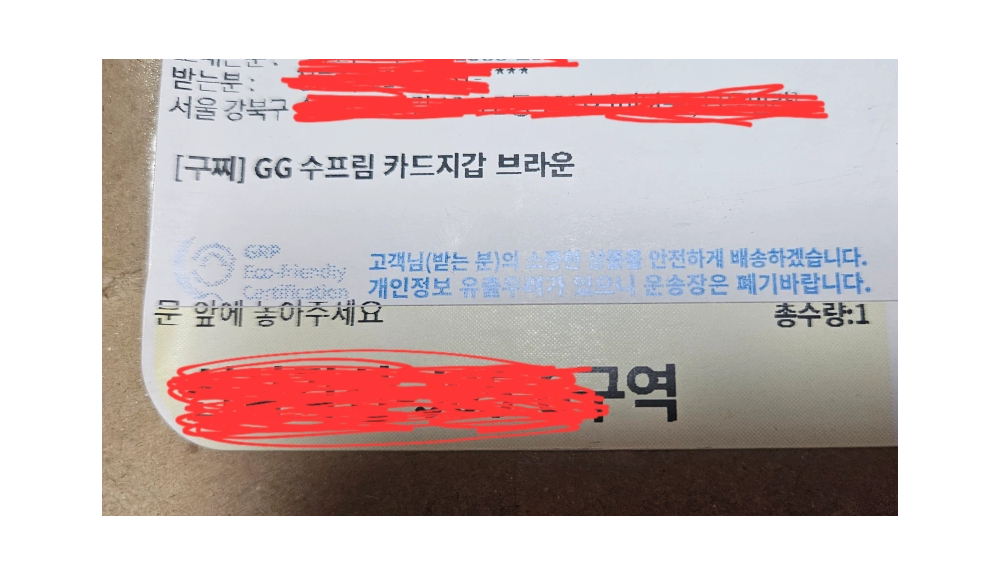 받는분 :
***
서울 강북구
[구찌] GG 수프림 카드지갑 브라운
GRP
Eco-Friendly
Certification
고객님(받는 분)의 소중한 상품을 안전하게 배송하겠습니다.
개인정보 유출우려가 있으니 운송장은 폐기바랍니다.
문 앞에 놓아주세요
총수량:1
구역